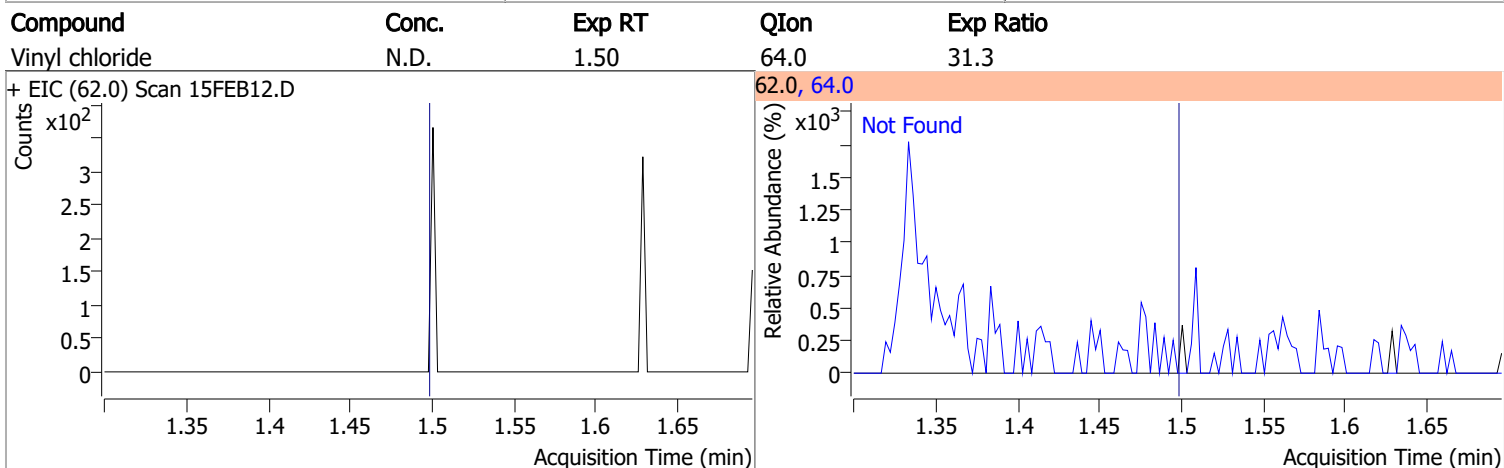 Compound Conc. Exp RT QIon Exp Ratio
Vinyl chloride N.D. 1.50 64.0 31.3
+ EIC (62.0) Scan 15FEB12.D
Counts
x10²
3
2.5
2
1.5
1
0.5
0
1.35 1.4 1.45 1.5 1.55 1.6 1.65
Acquisition Time (min)
62.0, 64.0
Relative Abundance (%)
x10³
Not Found
1.5
1.25
1
0.75
0.5
0.25
0
1.35 1.4 1.45 1.5 1.55 1.6 1.65
Acquisition Time (min)